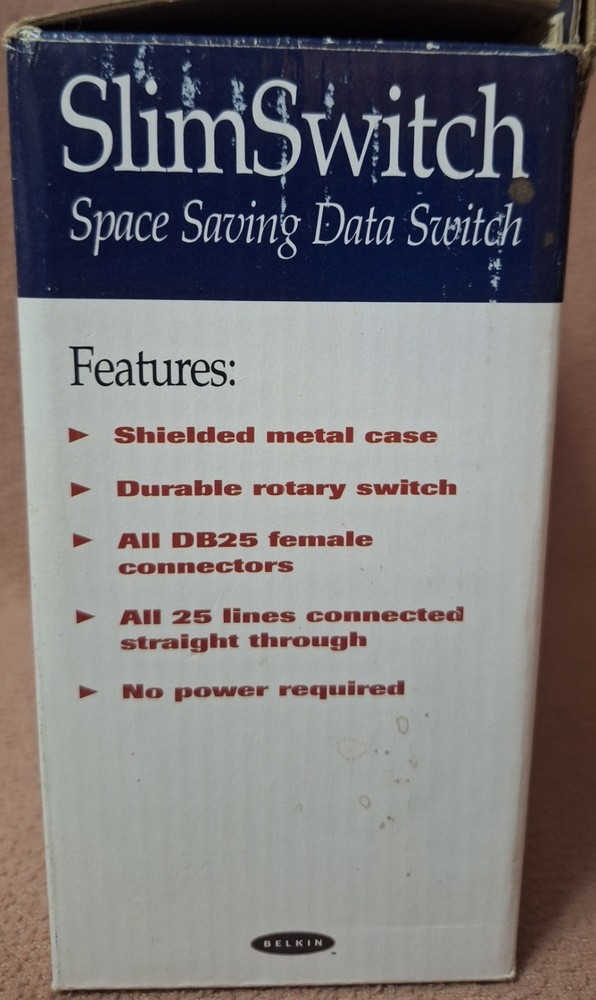 SlimSwitch
Space Saving Data Switch
Features:
► Shielded metal case
► Durable rotary switch
► All DB25 female
connectors
► All 25 lines connected
straight through
► No power required
BELKIN
™